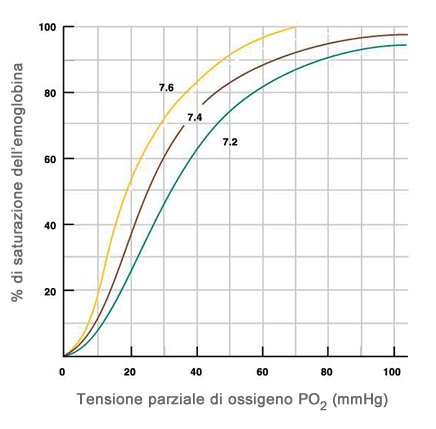 100
80
60
40
20
7.6
7.4
7.2
0 20 40 60 80 100
% di saturazione dell'emoglobina
Tensione parziale di ossigeno PO2 (mmHg)